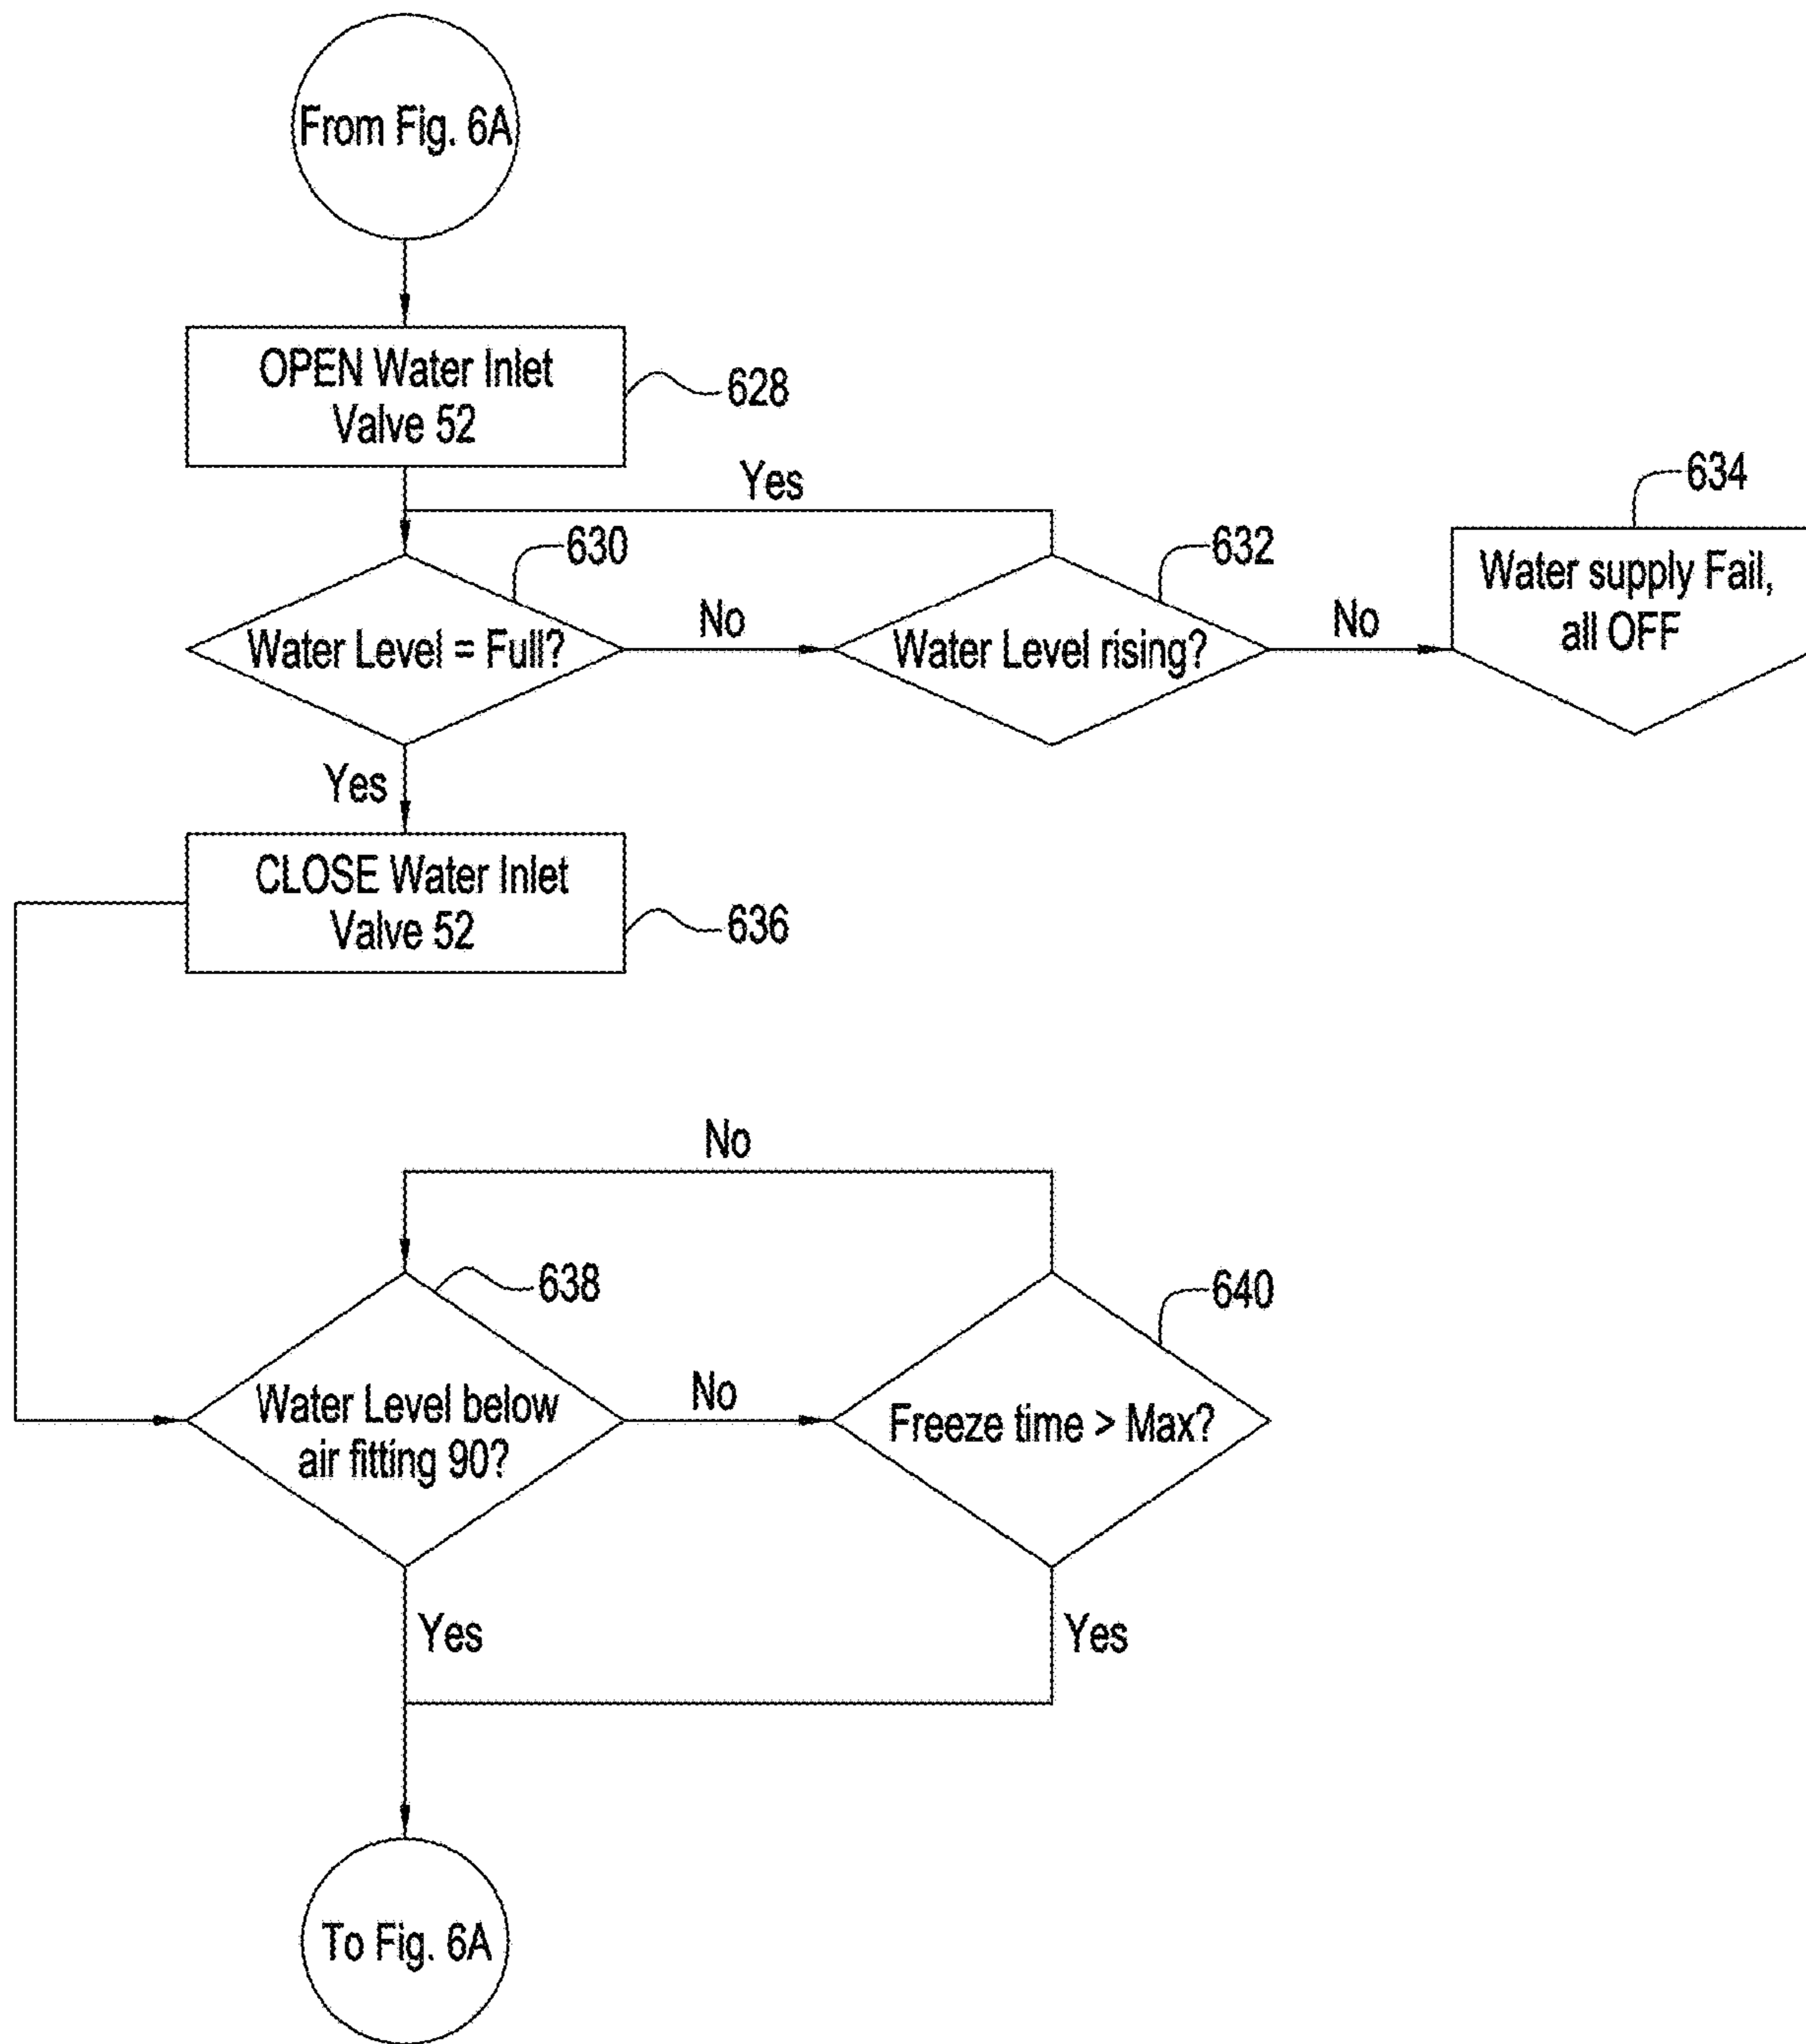 From Fig. 6A
OPEN Water Inlet
Valve 52
628
Yes
634
630
632
Water Level = Full?
No
Water Level rising?
No
Water supply Fail,
all OFF
Yes
CLOSE Water Inlet
Valve 52
636
No
638
640
Water Level below
air fitting 90?
No
Freeze time > Max?
Yes
Yes
To Fig. 6A